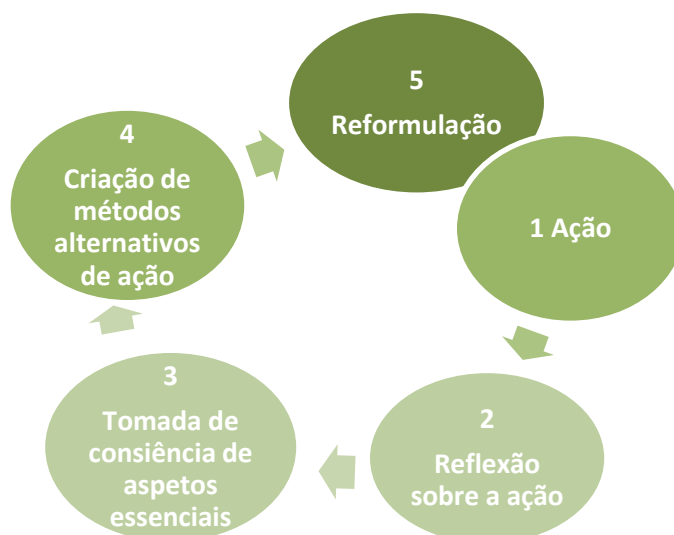 5
Reformulação
1 Ação
2
Reflexão
sobre a ação
3
Tomada de
consiência de
aspetos
essenciais
4
Criação de
métodos
alternativos
de ação